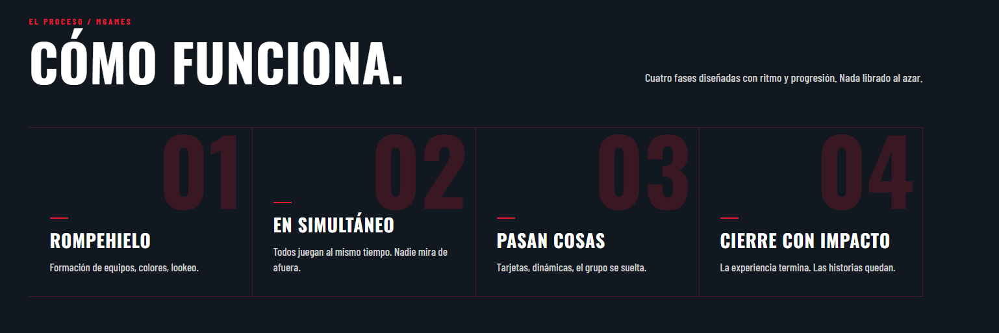 EL PROCESO / MGAMES
CÓMO FUNCIONA.
Cuatro fases diseñadas con ritmo y progresión. Nada librado al azar.
01
ROMPEHIELO
Formación de equipos, colores, lookeo.
02
EN SIMULTÁNEO
Todos juegan al mismo tiempo. Nadie mira de
afuera.
03
PASAN COSAS
Tarjetas, dinámicas, el grupo se suelta.
04
CIERRE CON IMPACTO
La experiencia termina. Las historias quedan.